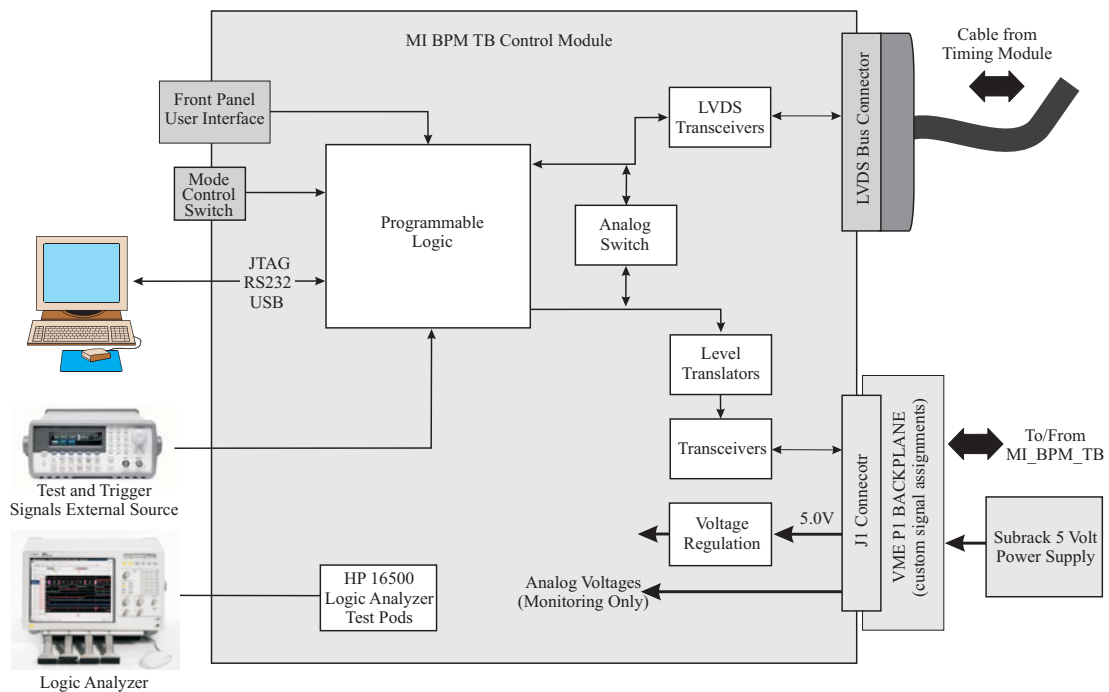 MI BPM TB Control Module
Cable from
Timing Module
Front Panel
User Interface
LVDS
Transceivers
LVDS Bus Connector
Mode
Control
Switch
Programmable
Logic
Analog
Switch
JTAG
RS232
USB
Level
Translators
Transceivers
To/From
MI_BPM_TB
Test and Trigger
Signals External Source
J1 Connecotr
VME P1 BACKPLANE
(custom signal assignments)
Voltage
Regulation
5.0V
Subrack 5 Volt
Power Supply
Analog Voltages
(Monitoring Only)
HP 16500
Logic Analyzer
Test Pods
Logic Analyzer